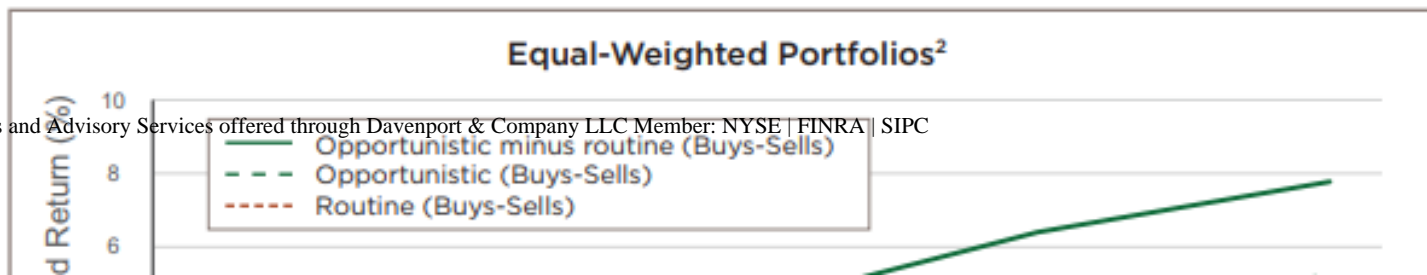 Equal-Weighted Portfolios²
10
s and Advisory Services offered through Davenport & Company LLC Member: NYSE | FINRA | SIPC
Opportunistic minus routine (Buys-Sells)
8
Opportunistic (Buys-Sells)
Routine (Buys-Sells)
6
d Return (%)